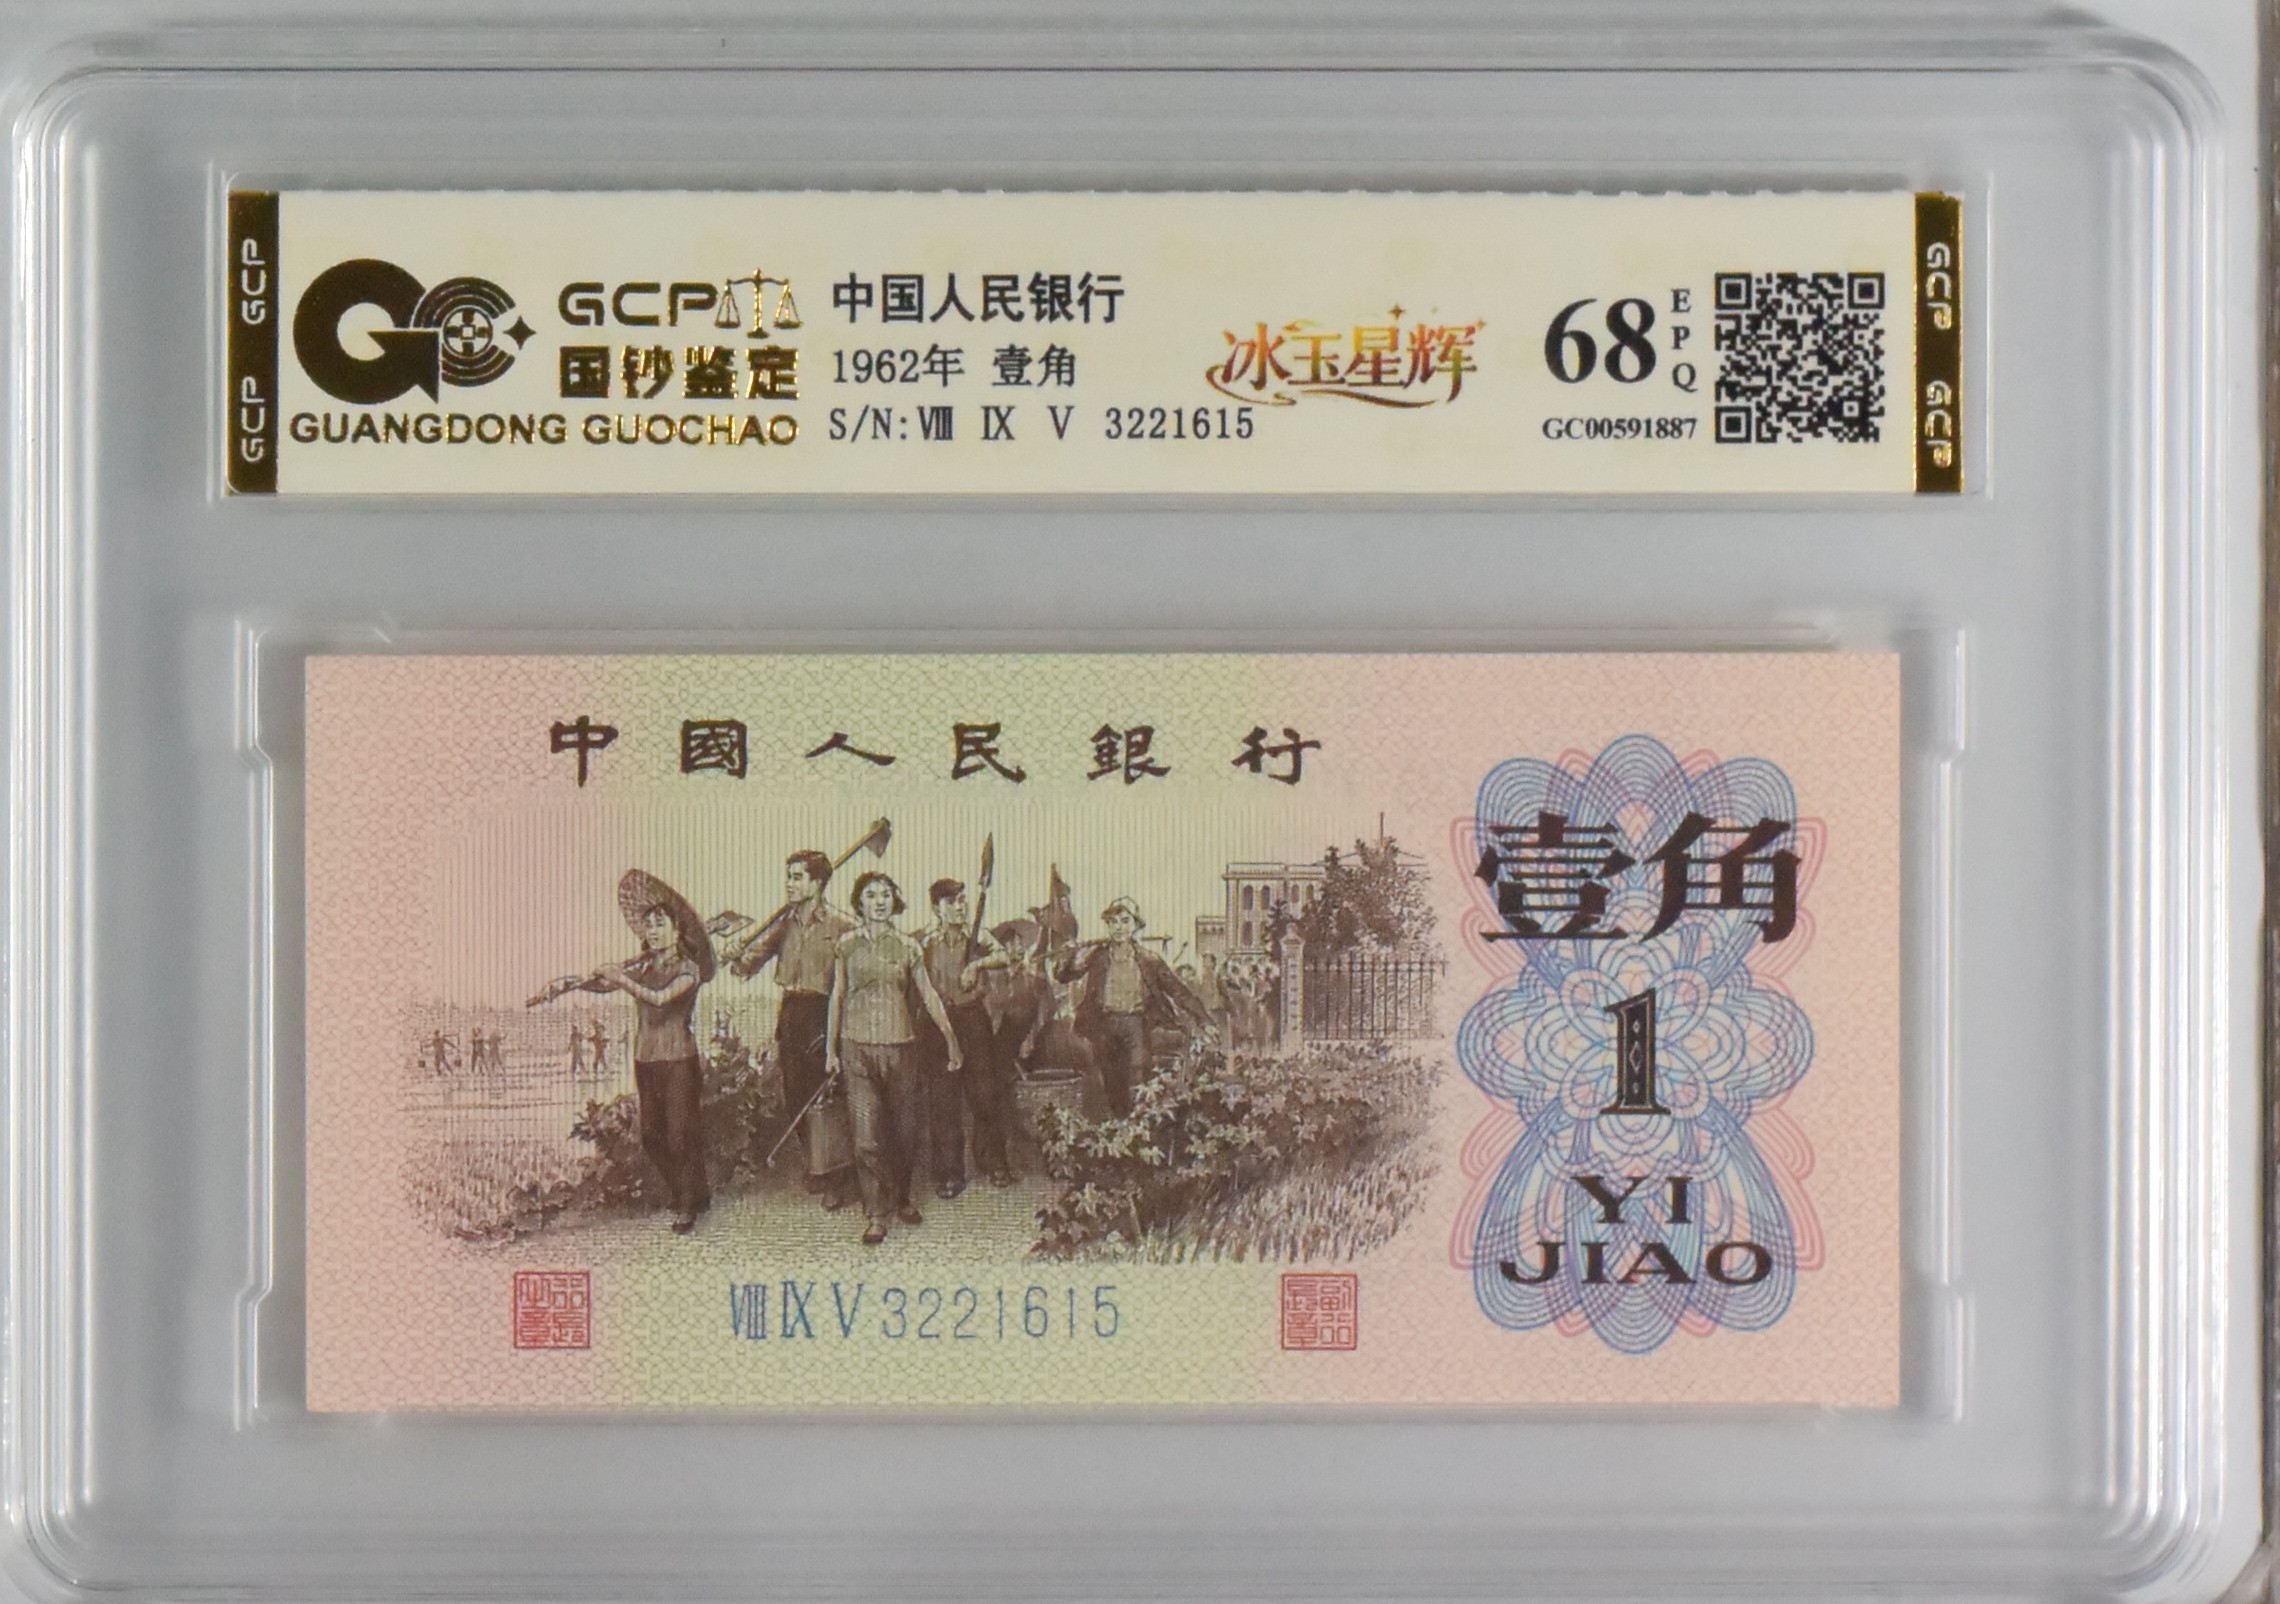 GCP GCP
GCP
国钞鉴定
GUANGDONG GUOCHAO
中国人民银行
1962年 壹角
S/N:Ⅷ Ⅸ Ⅴ 3221615
冰玉星辉
68
EPQ
GC00591887
GCP GCP
中國人民銀行
壹角
1
YI
JIAO
ⅧⅨⅤ3221615